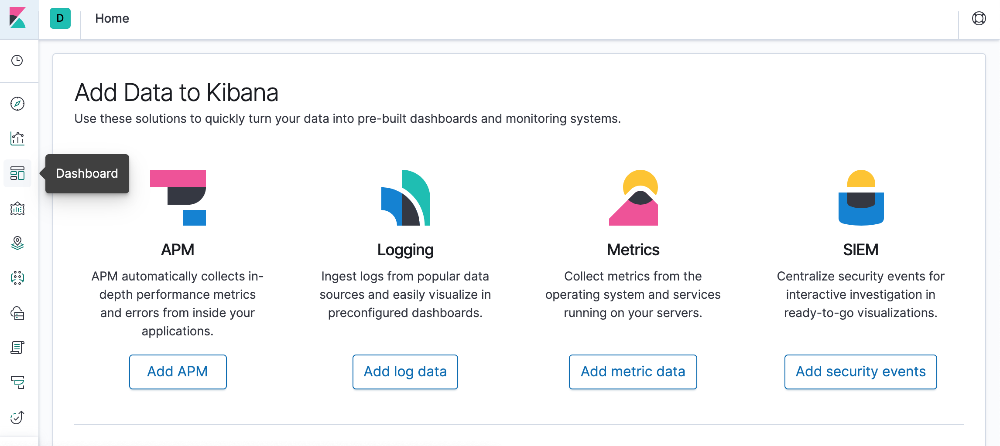 D
Home
Add Data to Kibana
Use these solutions to quickly turn your data into pre-built dashboards and monitoring systems.
Dashboard
APM
APM automatically collects in-
depth performance metrics
and errors from inside your
applications.
Add APM
Logging
Ingest logs from popular data
sources and easily visualize in
preconfigured dashboards.
Add log data
Metrics
Collect metrics from the
operating system and services
running on your servers.
Add metric data
SIEM
Centralize security events for
interactive investigation in
ready-to-go visualizations.
Add security events